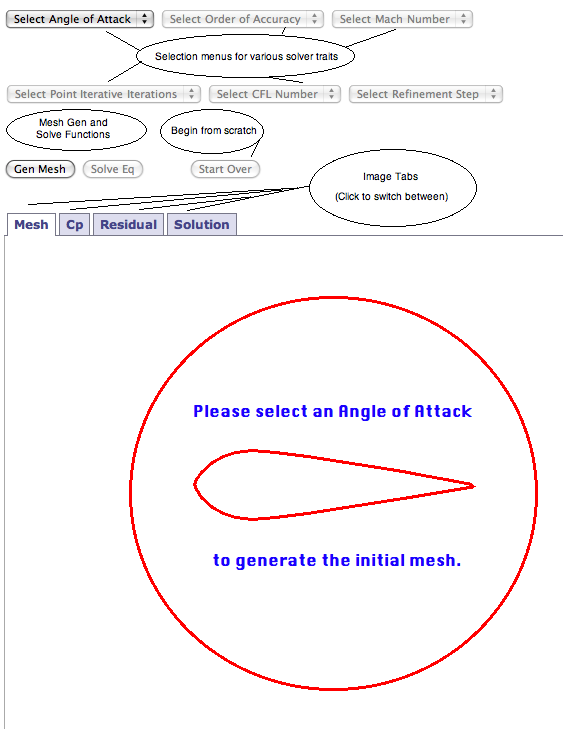 Select Angle of Attack
Select Order of Accuracy
Select Mach Number
Selection menus for various solver traits
Select Point Iterative Iterations
Select CFL Number
Select Refinement Step
Mesh Gen and
Solve Functions
Begin from scratch
Gen Mesh
Solve Eq
Start Over
Image Tabs
(Click to switch between)
Mesh
Cp
Residual
Solution
Please select an Angle of Attack
to generate the initial mesh.